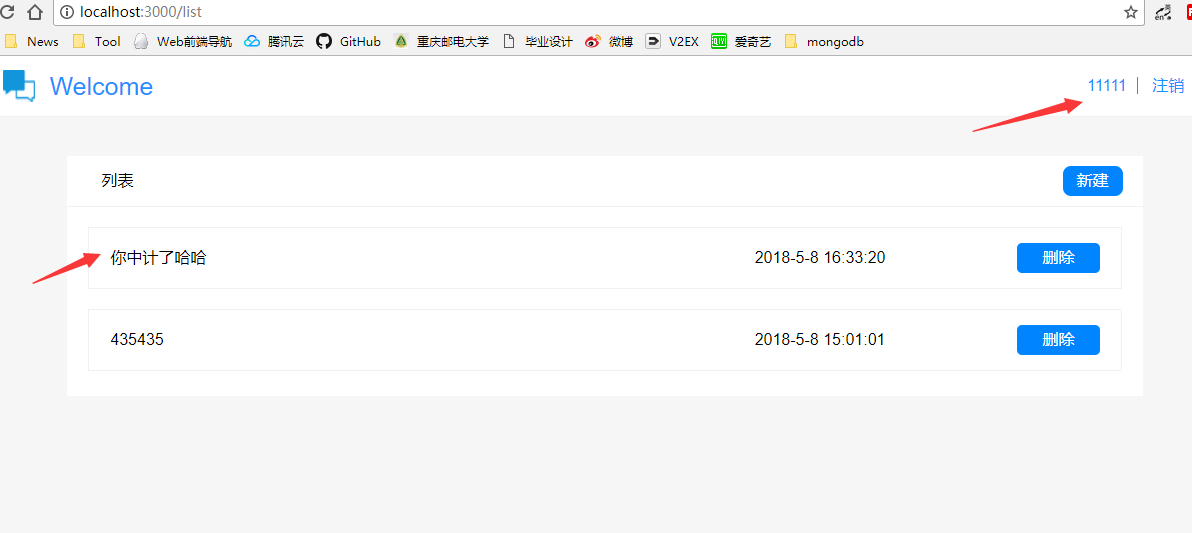 localhost:3000/list
News Tool Web前端导航 腾讯云 GitHub 重庆邮电大学 毕业设计 微博 V2EX 爱奇艺 mongodb
Welcome 11111 | 注销
列表 新建
你中计了哈哈 2018-5-8 16:33:20 删除
435435 2018-5-8 15:01:01 删除